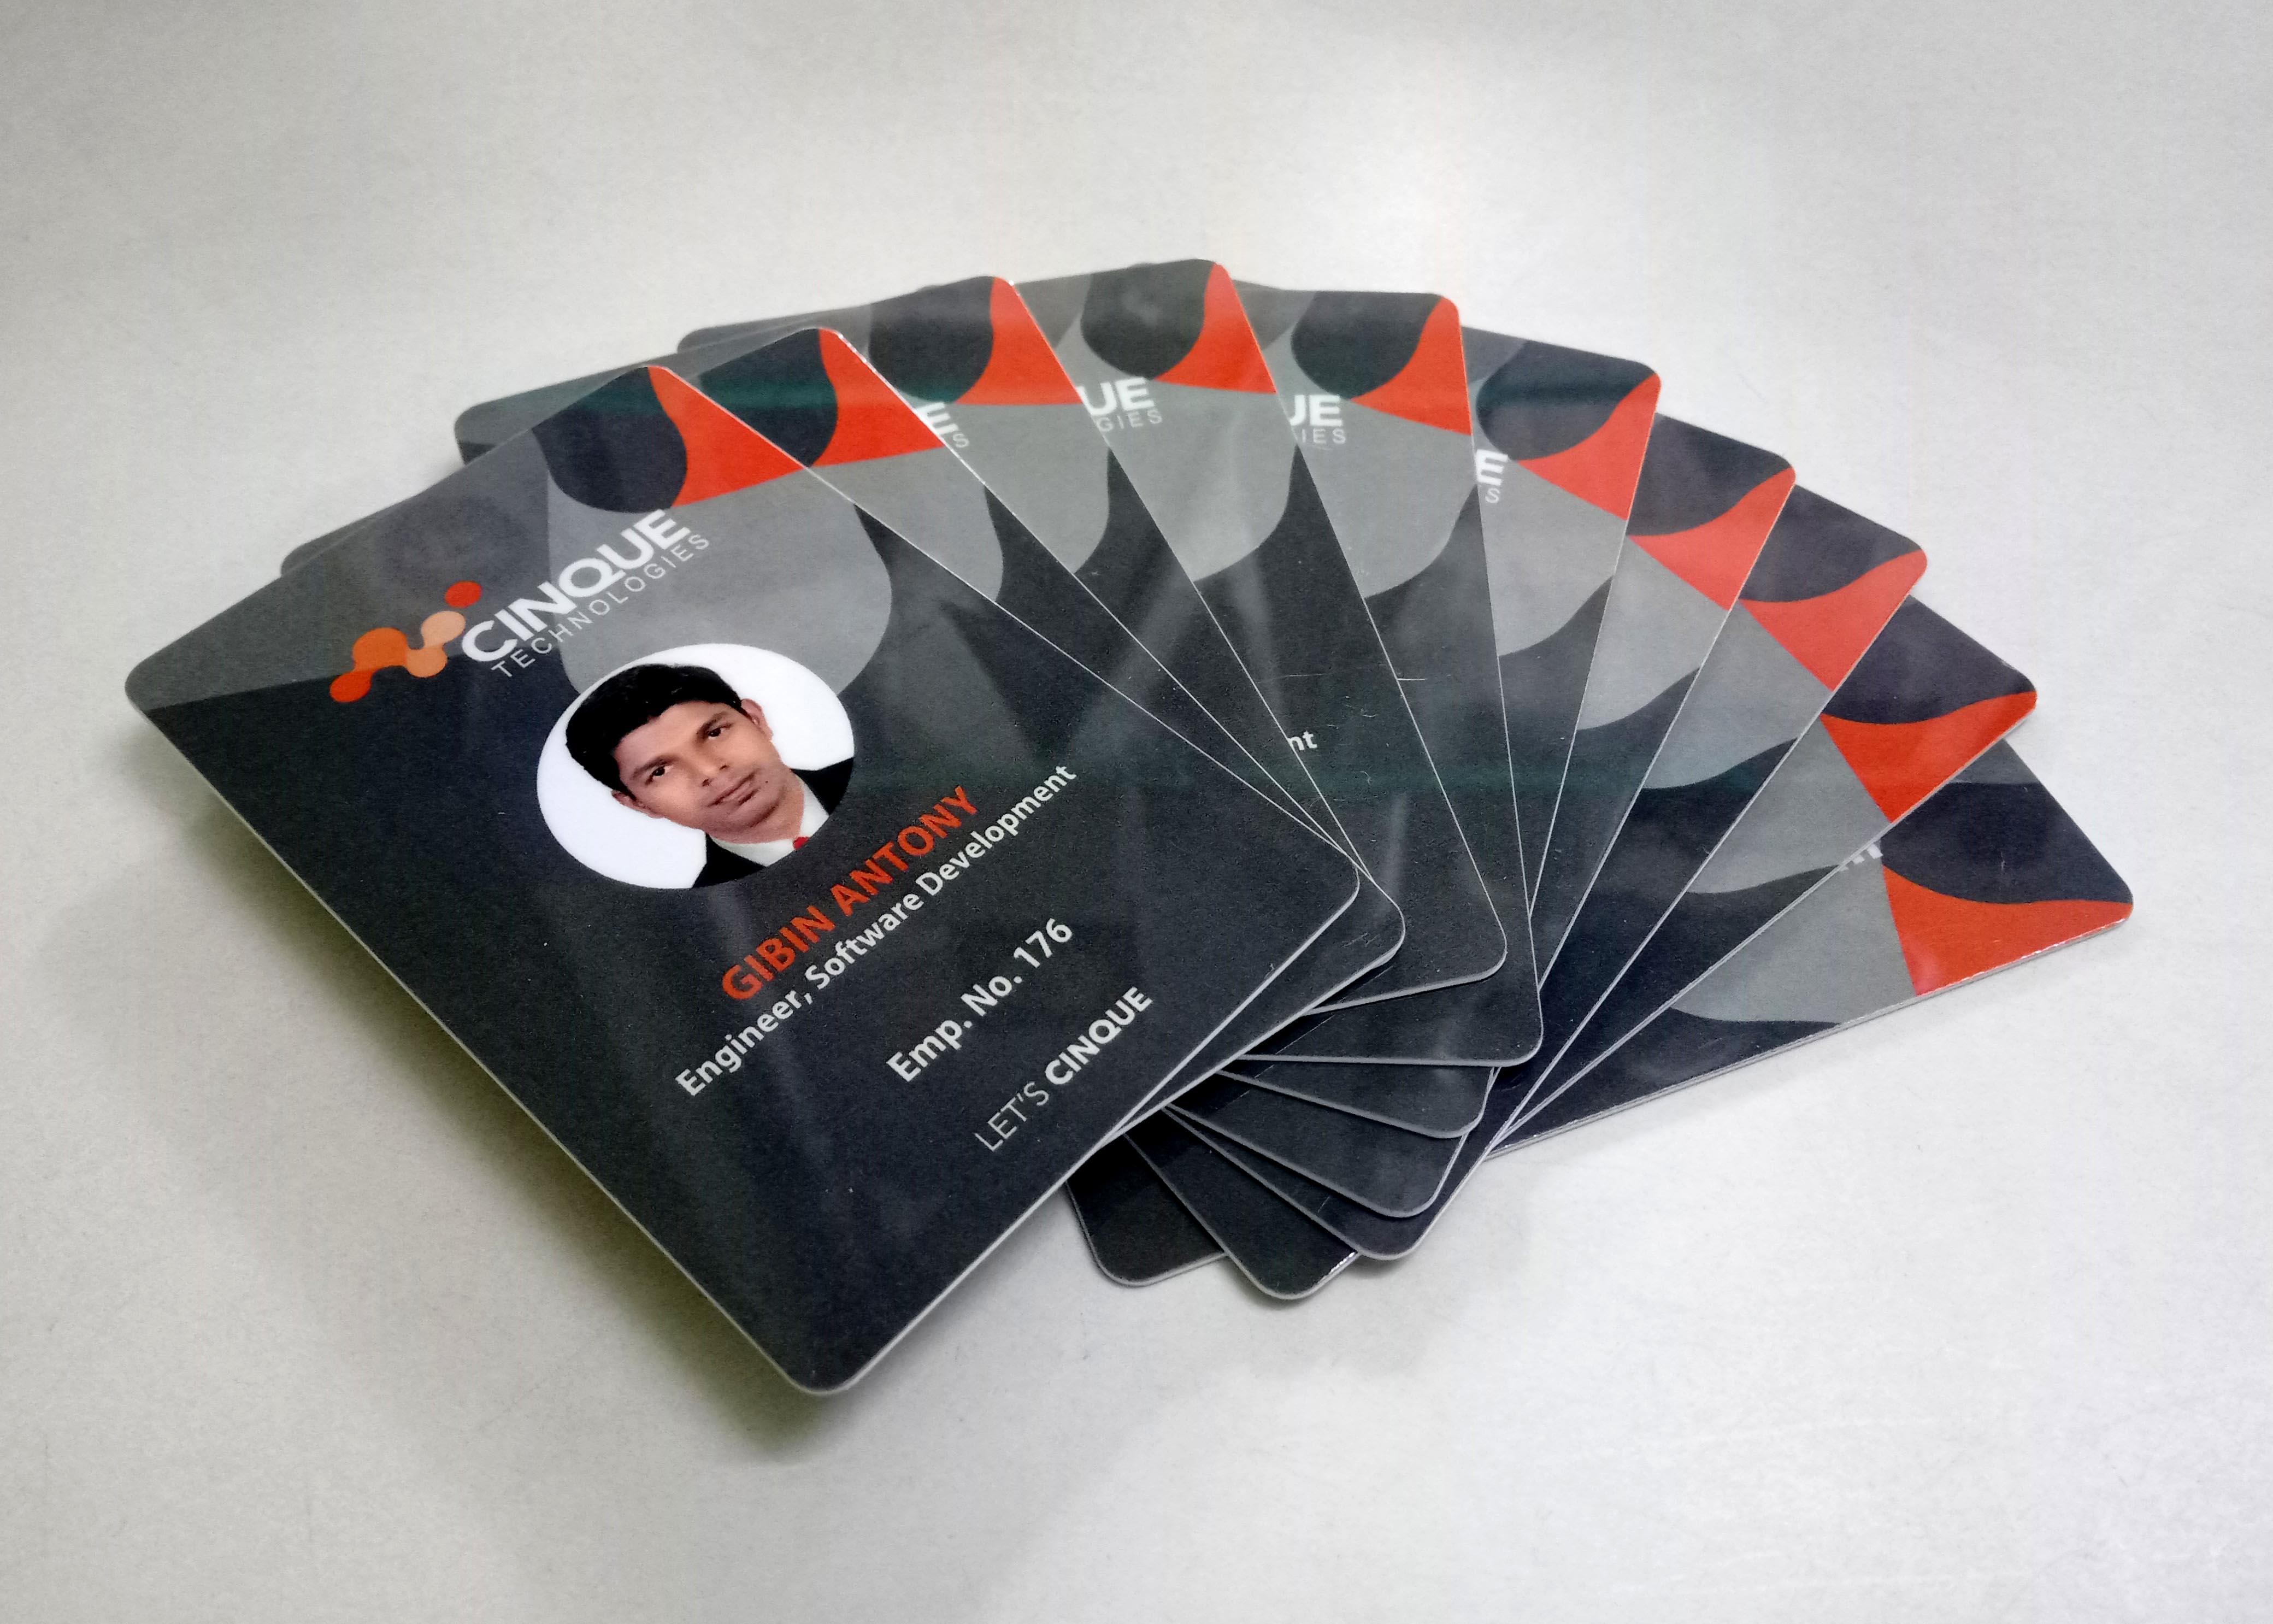 CINQUE
TECHNOLOGIES
GIBIN ANTONY
Engineer, Software Development
Emp. No. 176
LET'S CINQUE